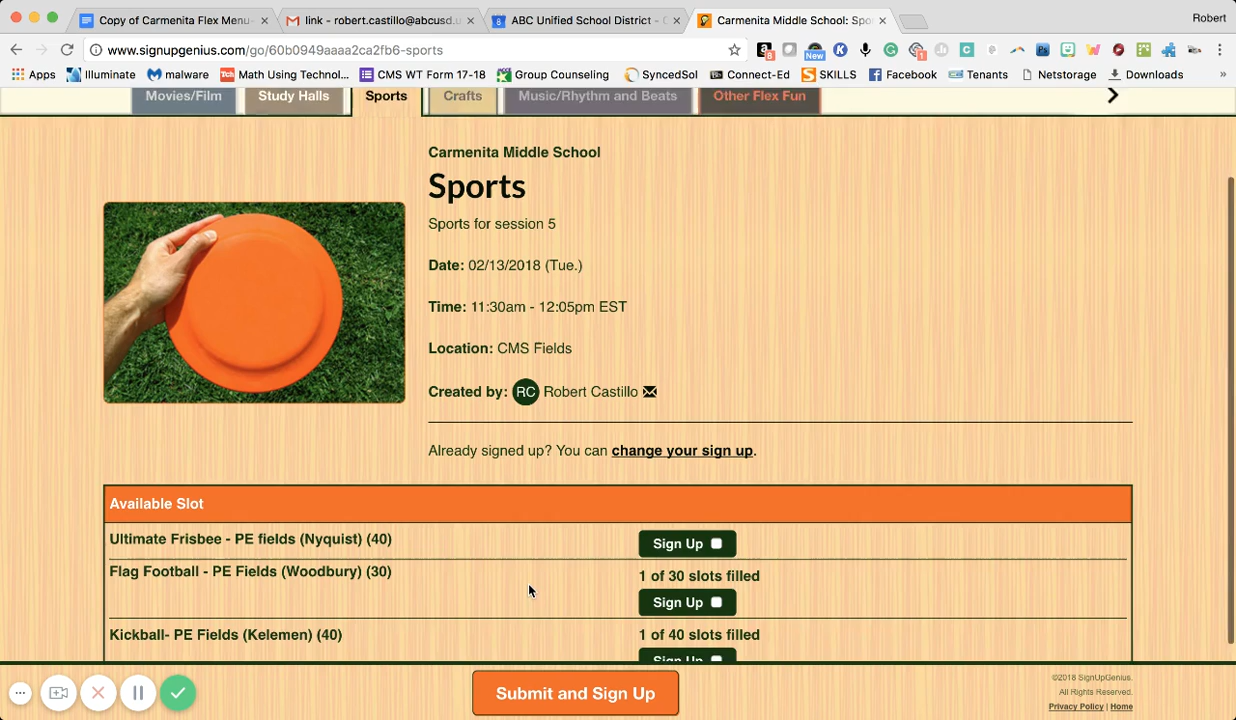 Copy of Carmenita Flex Menu
link - robert.castillo@abcusd.u
ABC Unified School District - C
Carmenita Middle School: Spo
Robert
www.signupgenius.com/go/60b0949aaaa2ca2fb6-sports
Apps
Illuminate
malware
Tch
Math Using Technol...
CMS WT Form 17-18
Group Counseling
SyncedSol
Connect-Ed
SKILLS
Facebook
Tenants
Netstorage
Downloads
»
New
Movies/Film
Study Halls
Sports
Crafts
Music/Rhythm and Beats
Other Flex Fun
Carmenita Middle School
Sports
Sports for session 5
Date: 02/13/2018 (Tue.)
Time: 11:30am - 12:05pm EST
Location: CMS Fields
Created by: RC Robert Castillo
Already signed up? You can change your sign up.
Available Slot
Ultimate Frisbee - PE fields (Nyquist) (40)
Sign Up
Flag Football - PE Fields (Woodbury) (30)
1 of 30 slots filled
Sign Up
Kickball- PE Fields (Kelemen) (40)
1 of 40 slots filled
Sign Up
Submit and Sign Up
©2018 SignUpGenius.
All Rights Reserved.
Privacy Policy | Home